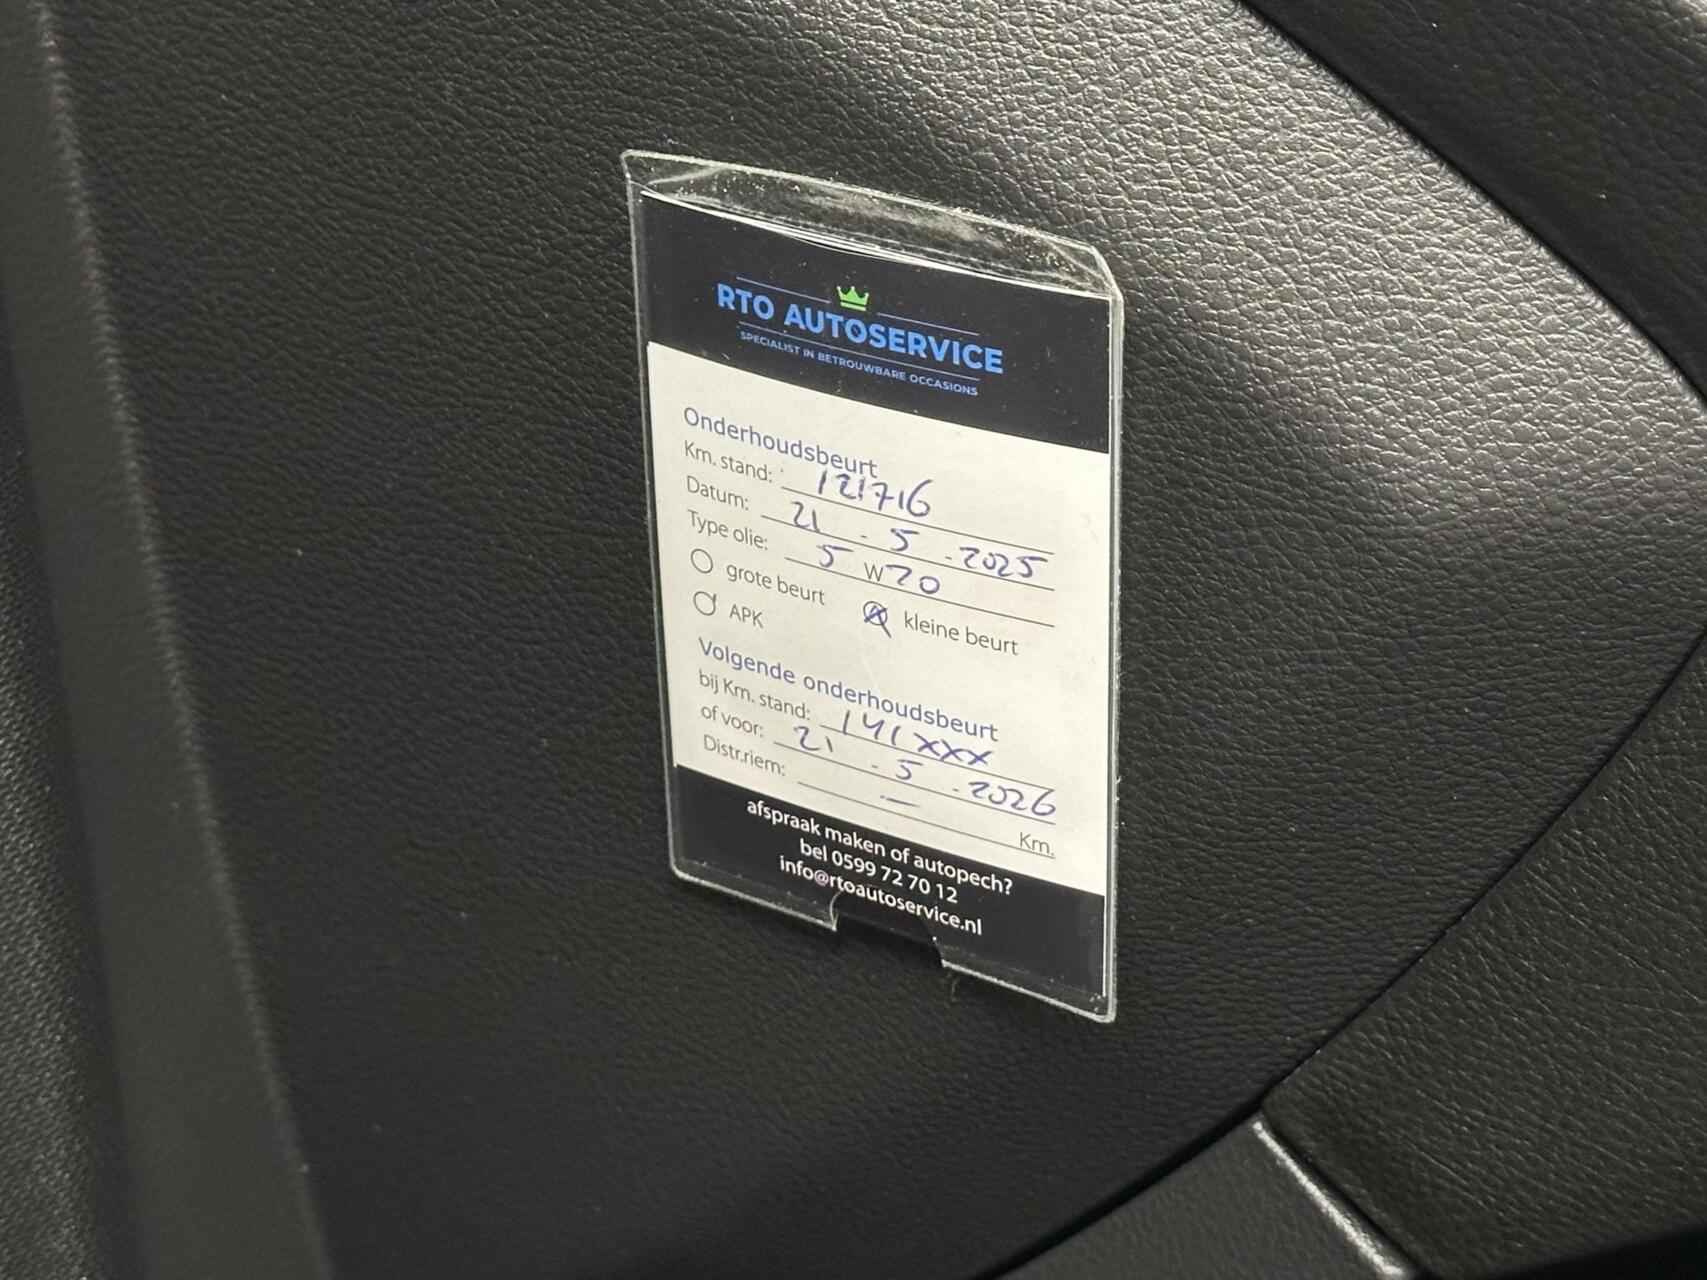 RTO AUTOSERVICE
SPECIALIST IN BETROUWBARE OCCASIONS
Onderhoudsbeurt
Km. stand: 121716
Datum: 21 - 5 - 2025
Type olie: 5 W20
grote beurt kleine beurt
APK
Volgende onderhoudsbeurt
bij Km. stand: 141xxx
of voor: 21 - 5 - 2026
Distr.riem: — Km.
afspraak maken of autopech?
bel 0599 72 70 12
info@rtoautoservice.nl